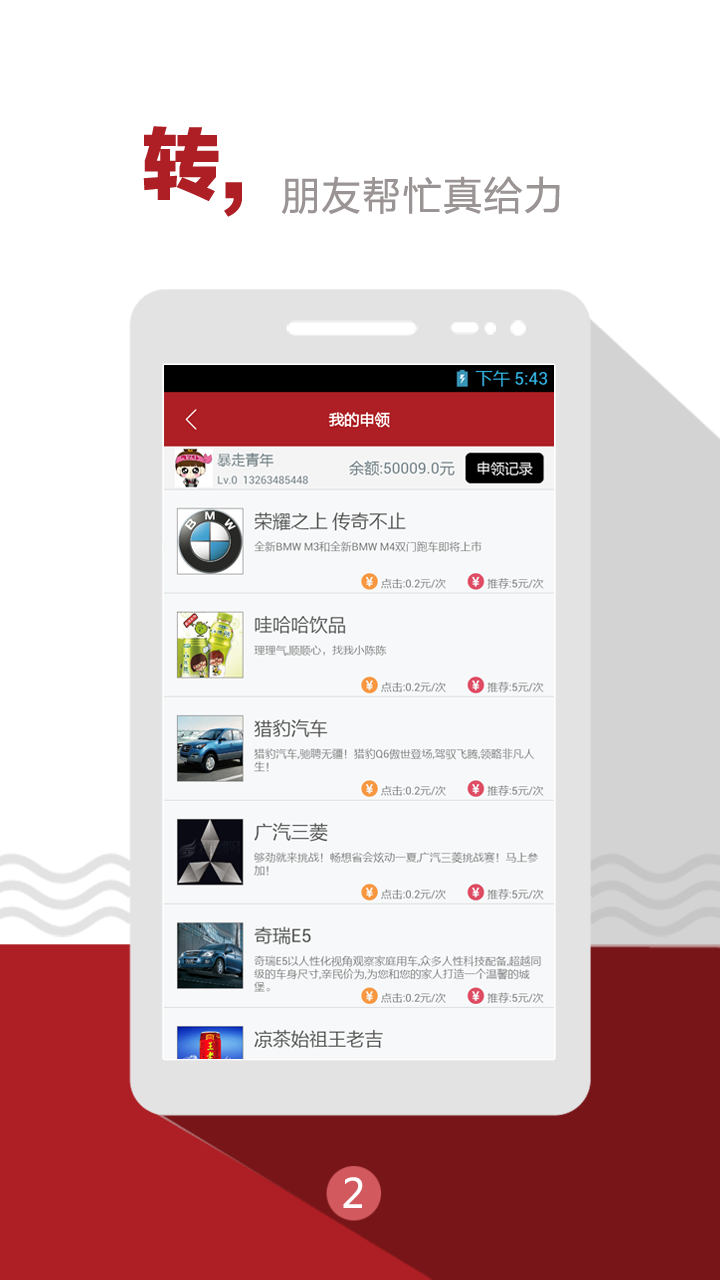 转,
朋友帮忙真给力
下午 5:43
我的申领
暴走青年
Lv.0 13263485448
余额:50009.0元
申领记录
BMW
荣耀之上 传奇不止
全新BMW M3和全新BMW M4双门跑车即将上市
¥ 点击:0.2元/次 ¥ 推荐:5元/次
哇哈哈饮品
理理气,顺顺心，找我小陈陈
¥ 点击:0.2元/次 ¥ 推荐:5元/次
猎豹汽车
猎豹汽车,驰骋无疆！猎豹Q6傲世登场,驾驭飞腾,领略非凡人
生！
¥ 点击:0.2元/次 ¥ 推荐:5元/次
广汽三菱
够劲就来挑战！畅想省会炫动一夏,广汽三菱挑战赛！马上参
加！
¥ 点击:0.2元/次 ¥ 推荐:5元/次
奇瑞E5
奇瑞E5以人性化视角观察家庭用车,众多人性科技配备,超越同
级的车身尺寸,亲民价为,为您和您的家人打造一个温馨的城
堡。
¥ 点击:0.2元/次 ¥ 推荐:5元/次
凉茶始祖王老吉
2